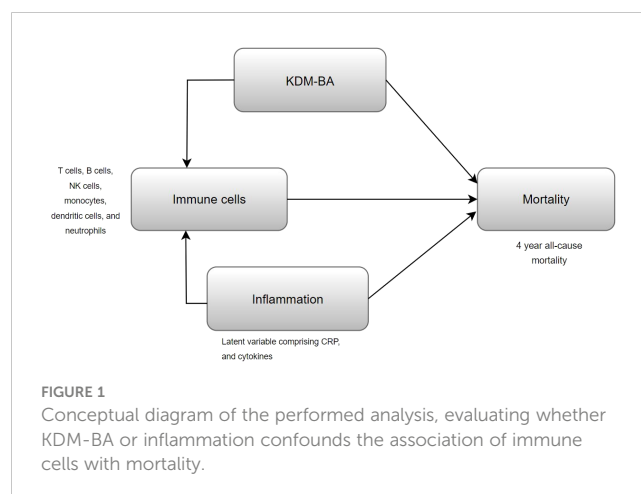 KDM-BA
T cells, B cells,
NK cells,
monocytes,
dendritic cells, and
neutrophils
Immune cells
Mortality
4 year all-cause
mortality
Inflammation
Latent variable comprising CRP,
and cytokines
FIGURE 1
Conceptual diagram of the performed analysis, evaluating whether
KDM-BA or inflammation confounds the association of immune
cells with mortality.